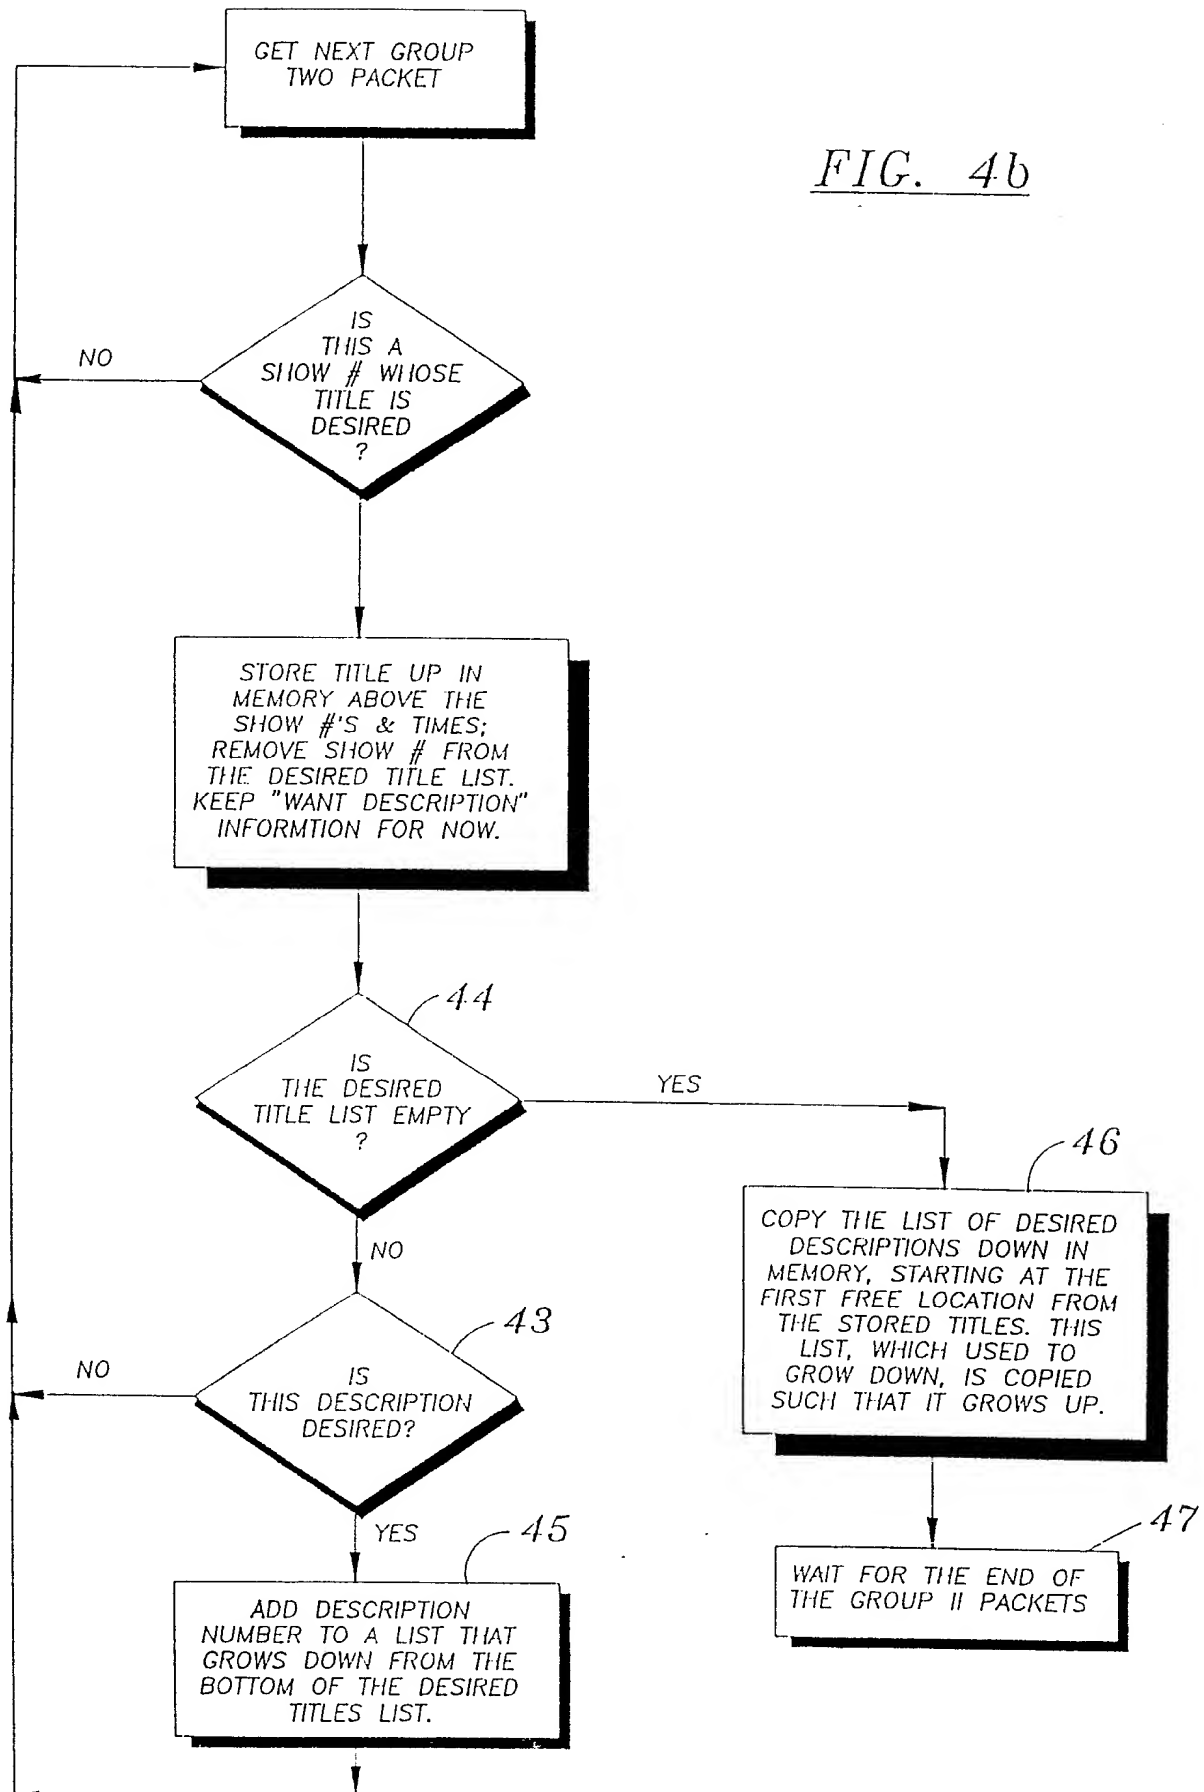 GET NEXT GROUP
TWO PACKET
FIG. 4b
IS
THIS A
SHOW # WHOSE
TITLE IS
DESIRED
?
NO
STORE TITLE UP IN
MEMORY ABOVE THE
SHOW #'S & TIMES;
REMOVE SHOW # FROM
THE DESIRED TITLE LIST.
KEEP "WANT DESCRIPTION"
INFORMTION FOR NOW.
44
IS
THE DESIRED
TITLE LIST EMPTY
?
YES
NO
46
COPY THE LIST OF DESIRED
DESCRIPTIONS DOWN IN
MEMORY, STARTING AT THE
FIRST FREE LOCATION FROM
THE STORED TITLES. THIS
LIST, WHICH USED TO
GROW DOWN, IS COPIED
SUCH THAT IT GROWS UP.
43
IS
THIS DESCRIPTION
DESIRED?
NO
YES
47
WAIT FOR THE END OF
THE GROUP II PACKETS
45
ADD DESCRIPTION
NUMBER TO A LIST THAT
GROWS DOWN FROM THE
BOTTOM OF THE DESIRED
TITLES LIST.